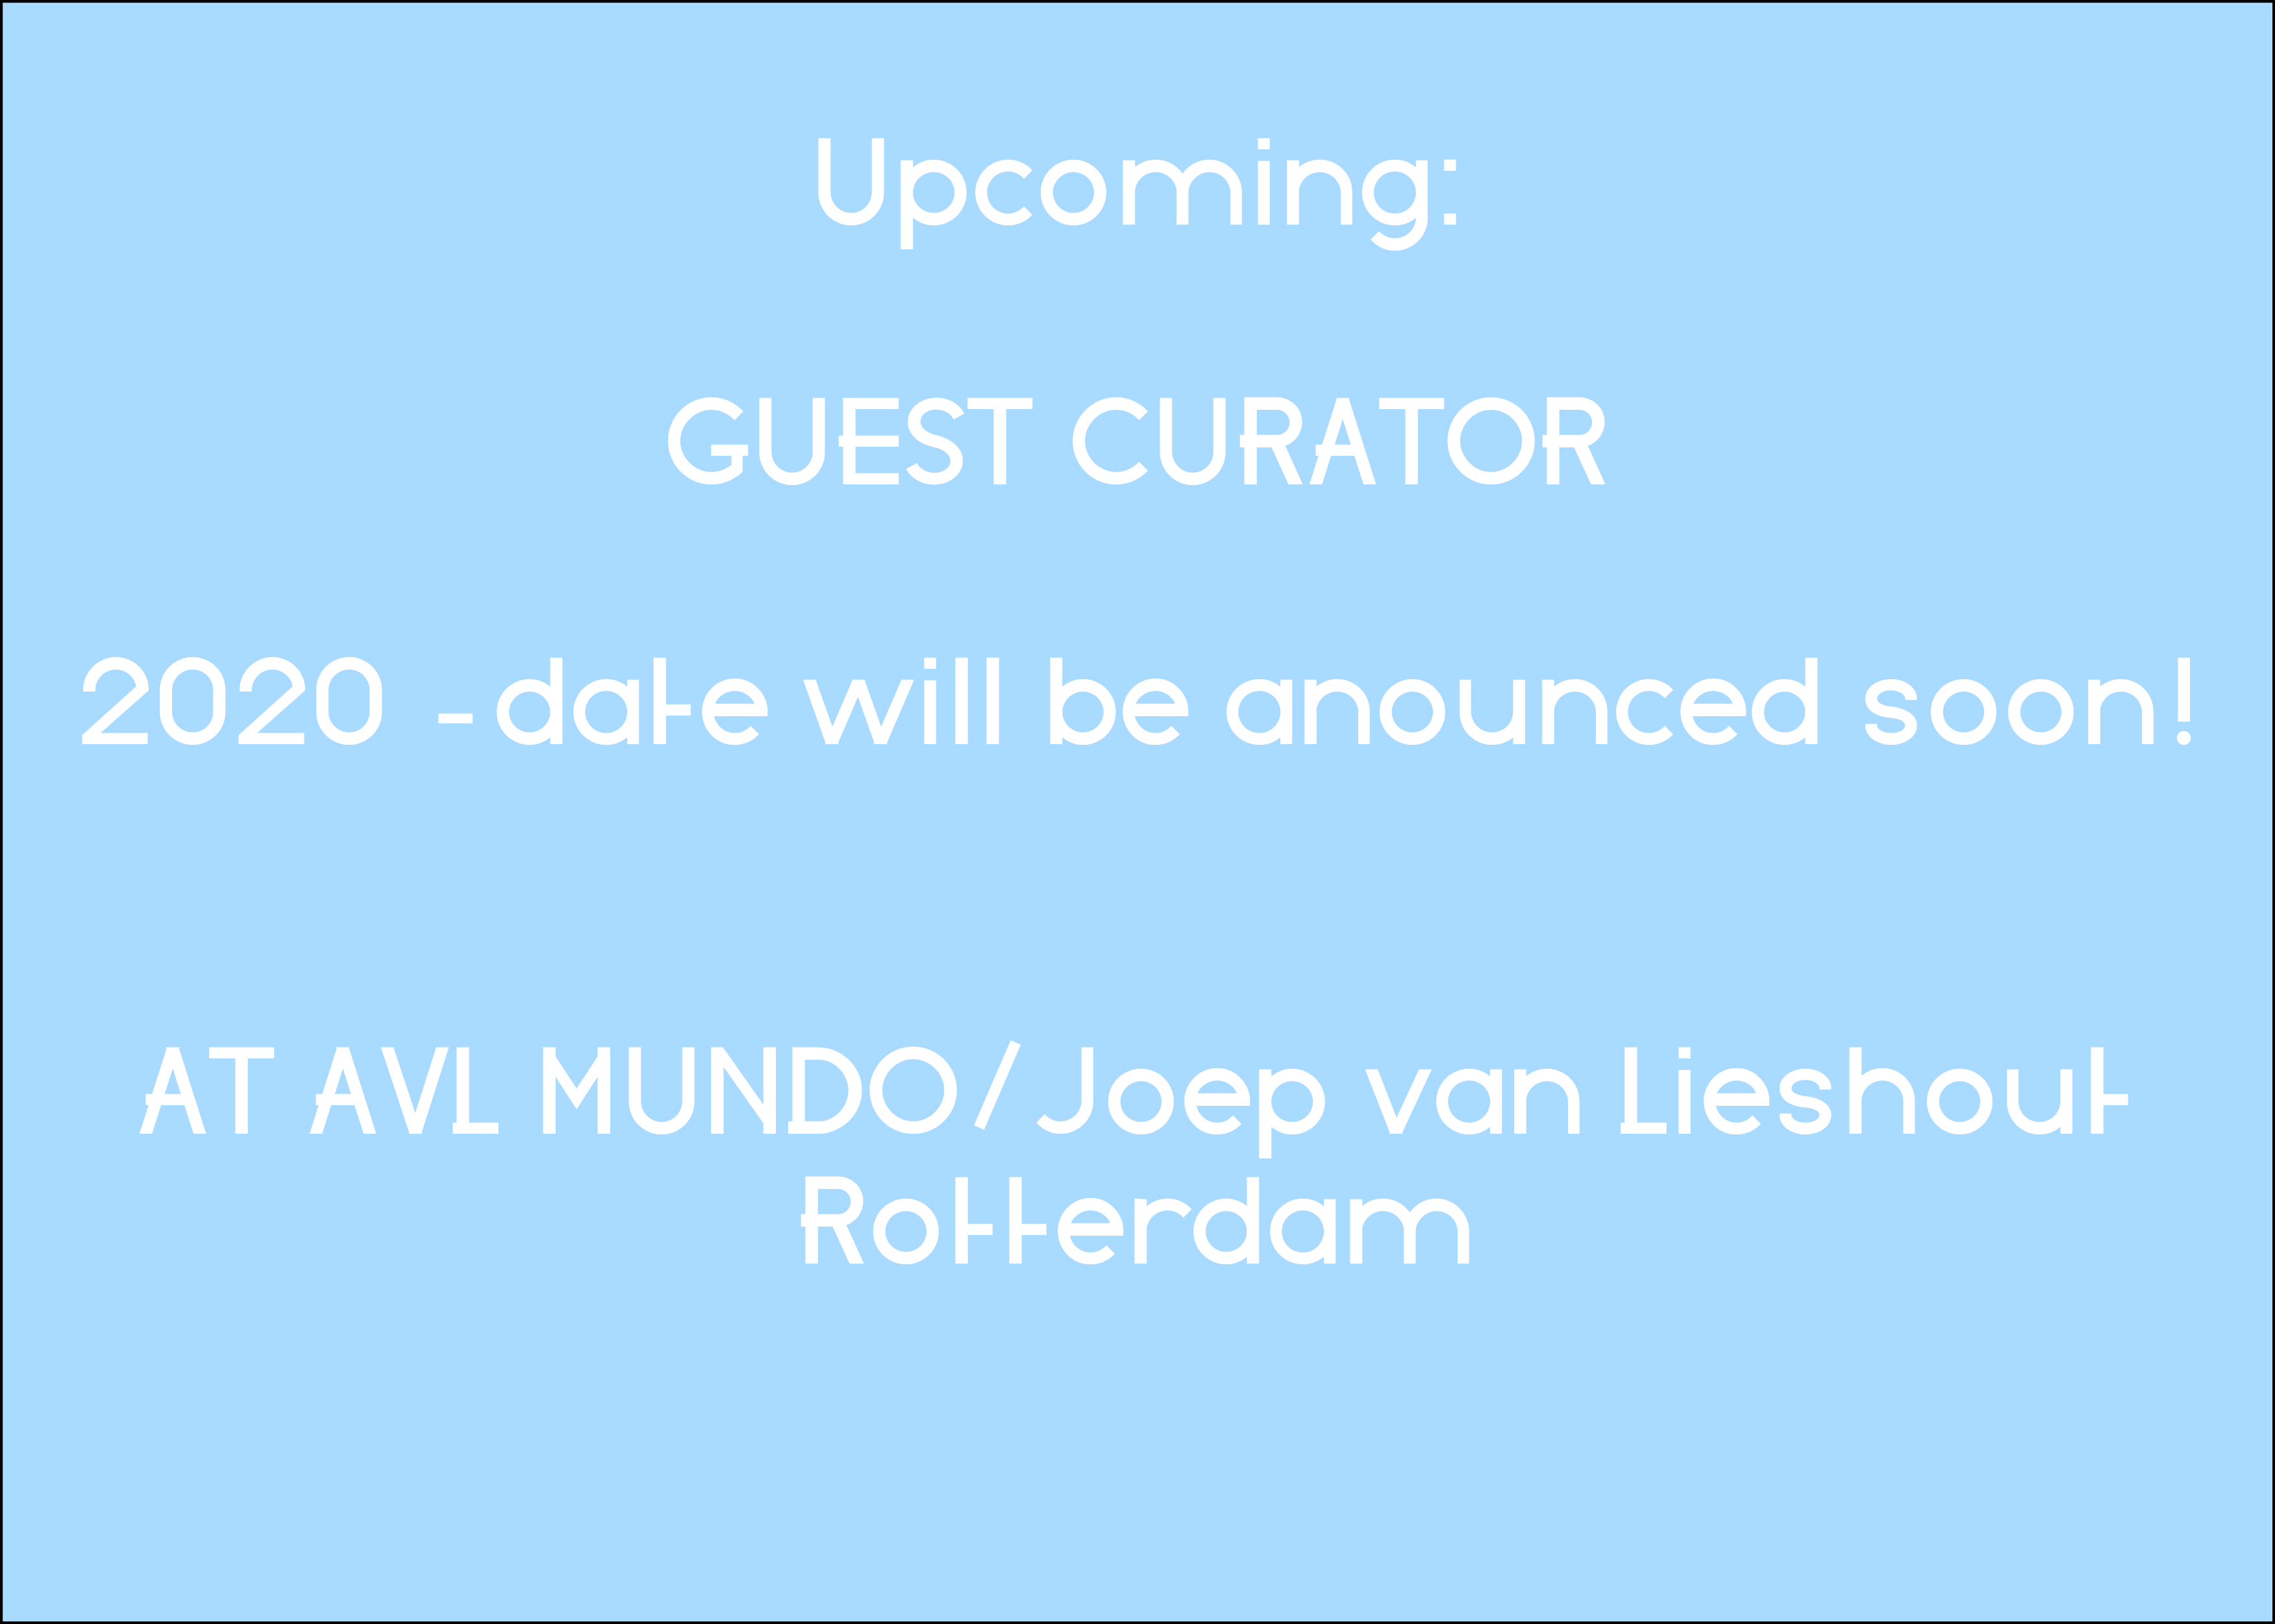 Upcoming:
GUEST CURATOR
2020 -date will be anounced soon!
AT AVL MUNDO/Joep van Lieshout
Rotterdam